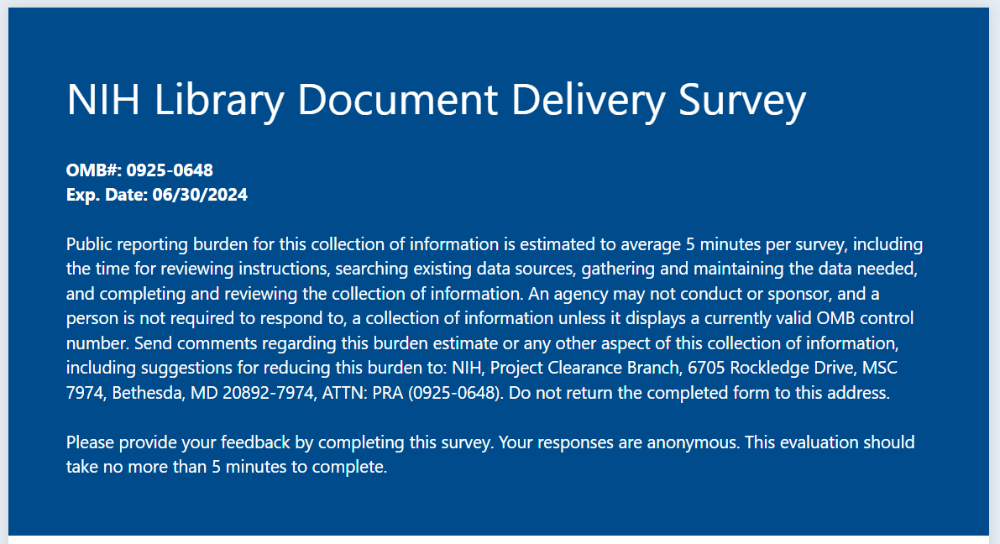 NIH Library Document Delivery Survey
OMB#: 0925-0648
Exp. Date: 06/30/2024
Public reporting burden for this collection of information is estimated to average 5 minutes per survey, including
the time for reviewing instructions, searching existing data sources, gathering and maintaining the data needed,
and completing and reviewing the collection of information. An agency may not conduct or sponsor, and a
person is not required to respond to, a collection of information unless it displays a currently valid OMB control
number. Send comments regarding this burden estimate or any other aspect of this collection of information,
including suggestions for reducing this burden to: NIH, Project Clearance Branch, 6705 Rockledge Drive, MSC
7974, Bethesda, MD 20892-7974, ATTN: PRA (0925-0648). Do not return the completed form to this address.
Please provide your feedback by completing this survey. Your responses are anonymous. This evaluation should
take no more than 5 minutes to complete.